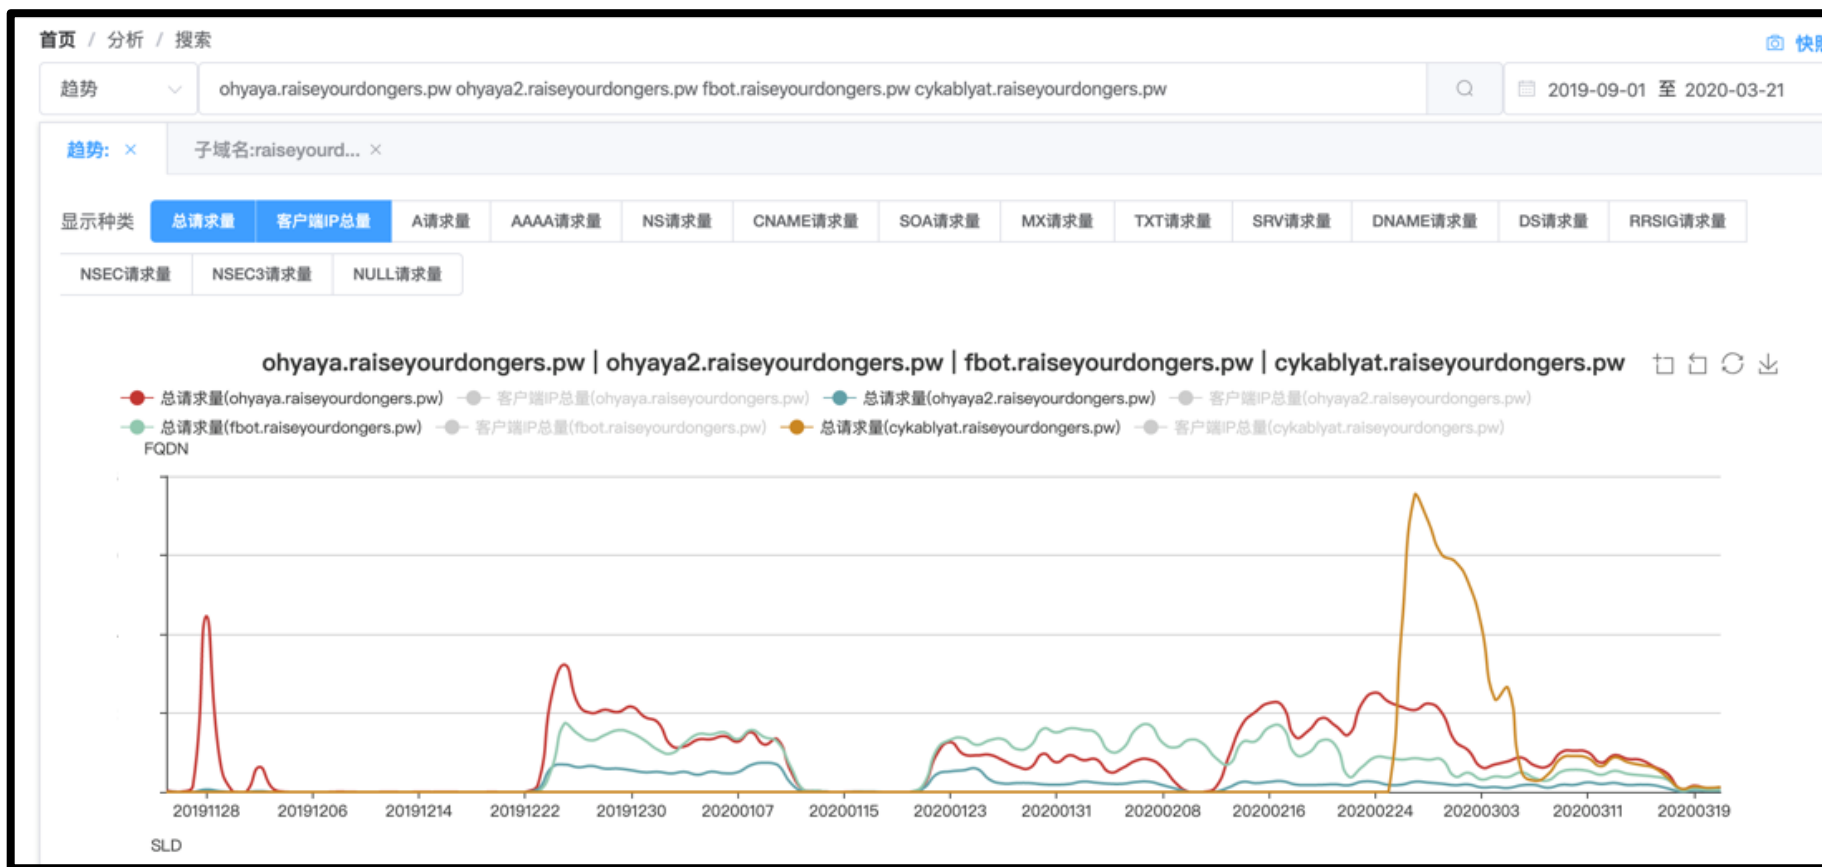 首页 / 分析 / 搜索
快照
趋势 ohyaya.raiseyourdongers.pw ohyaya2.raiseyourdongers.pw fbot.raiseyourdongers.pw cykablyat.raiseyourdongers.pw 2019-09-01 至 2020-03-21
趋势: × 子域名:raiseyourd... ×
显示种类 总请求量 客户端IP总量 A请求量 AAAA请求量 NS请求量 CNAME请求量 SOA请求量 MX请求量 TXT请求量 SRV请求量 DNAME请求量 DS请求量 RRSIG请求量
NSEC请求量 NSEC3请求量 NULL请求量
ohyaya.raiseyourdongers.pw | ohyaya2.raiseyourdongers.pw | fbot.raiseyourdongers.pw | cykablyat.raiseyourdongers.pw
总请求量(ohyaya.raiseyourdongers.pw) 客户端IP总量(ohyaya.raiseyourdongers.pw) 总请求量(ohyaya2.raiseyourdongers.pw) 客户端IP总量(ohyaya2.raiseyourdongers.pw)
总请求量(fbot.raiseyourdongers.pw) 客户端IP总量(fbot.raiseyourdongers.pw) 总请求量(cykablyat.raiseyourdongers.pw) 客户端IP总量(cykablyat.raiseyourdongers.pw)
FQDN
20191128 20191206 20191214 20191222 20191230 20200107 20200115 20200123 20200131 20200208 20200216 20200224 20200303 20200311 20200319
SLD